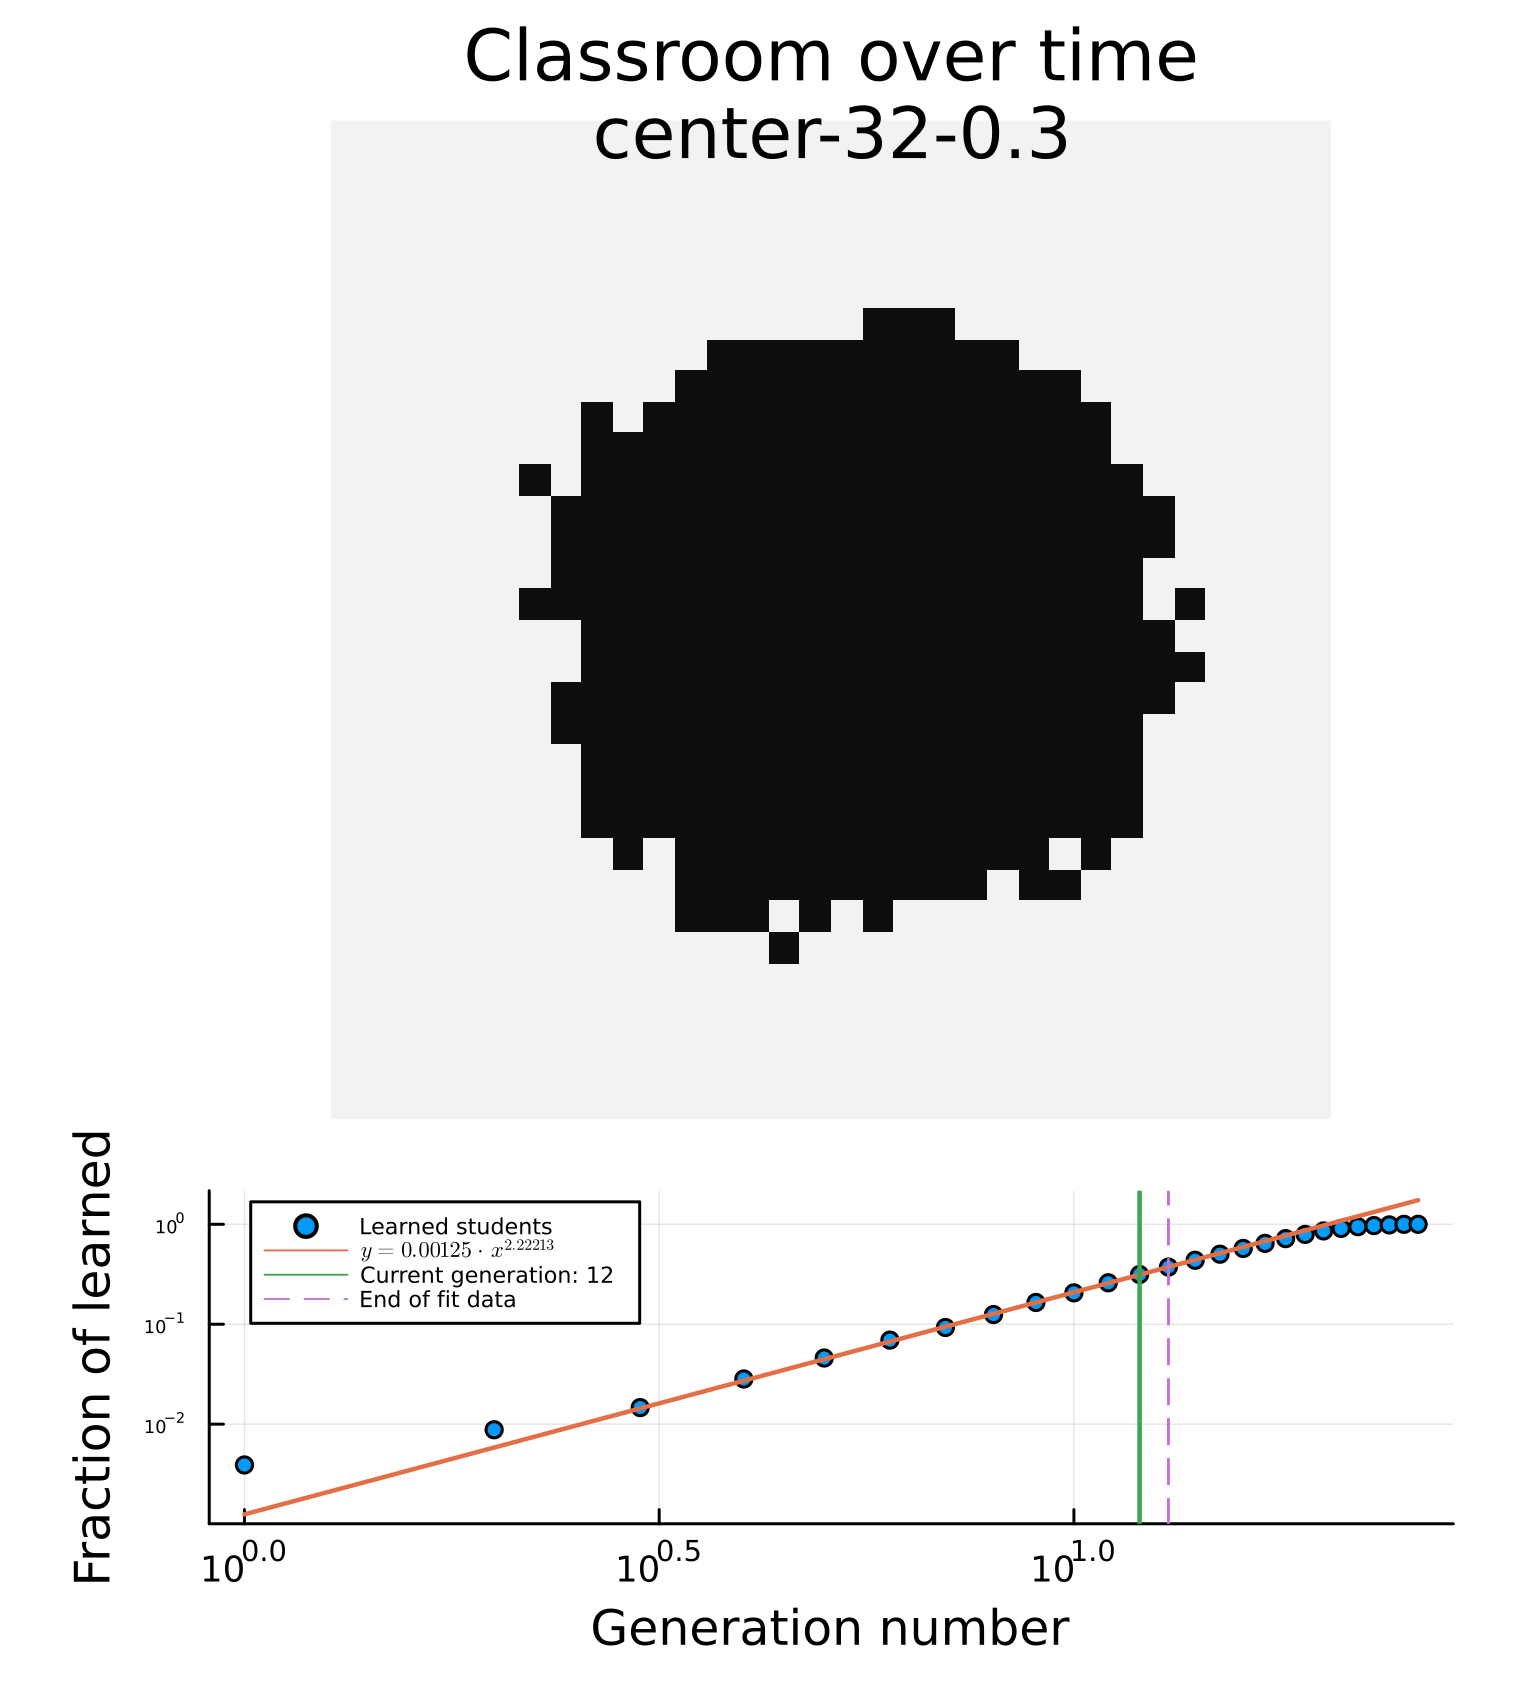 Classroom over time
center-32-0.3
Fraction of learned
10^0
10^−1
10^−2
Learned students
y = 0.00125 · x^2.22213
Current generation: 12
End of fit data
10^0.0 10^0.5 10^1.0
Generation number